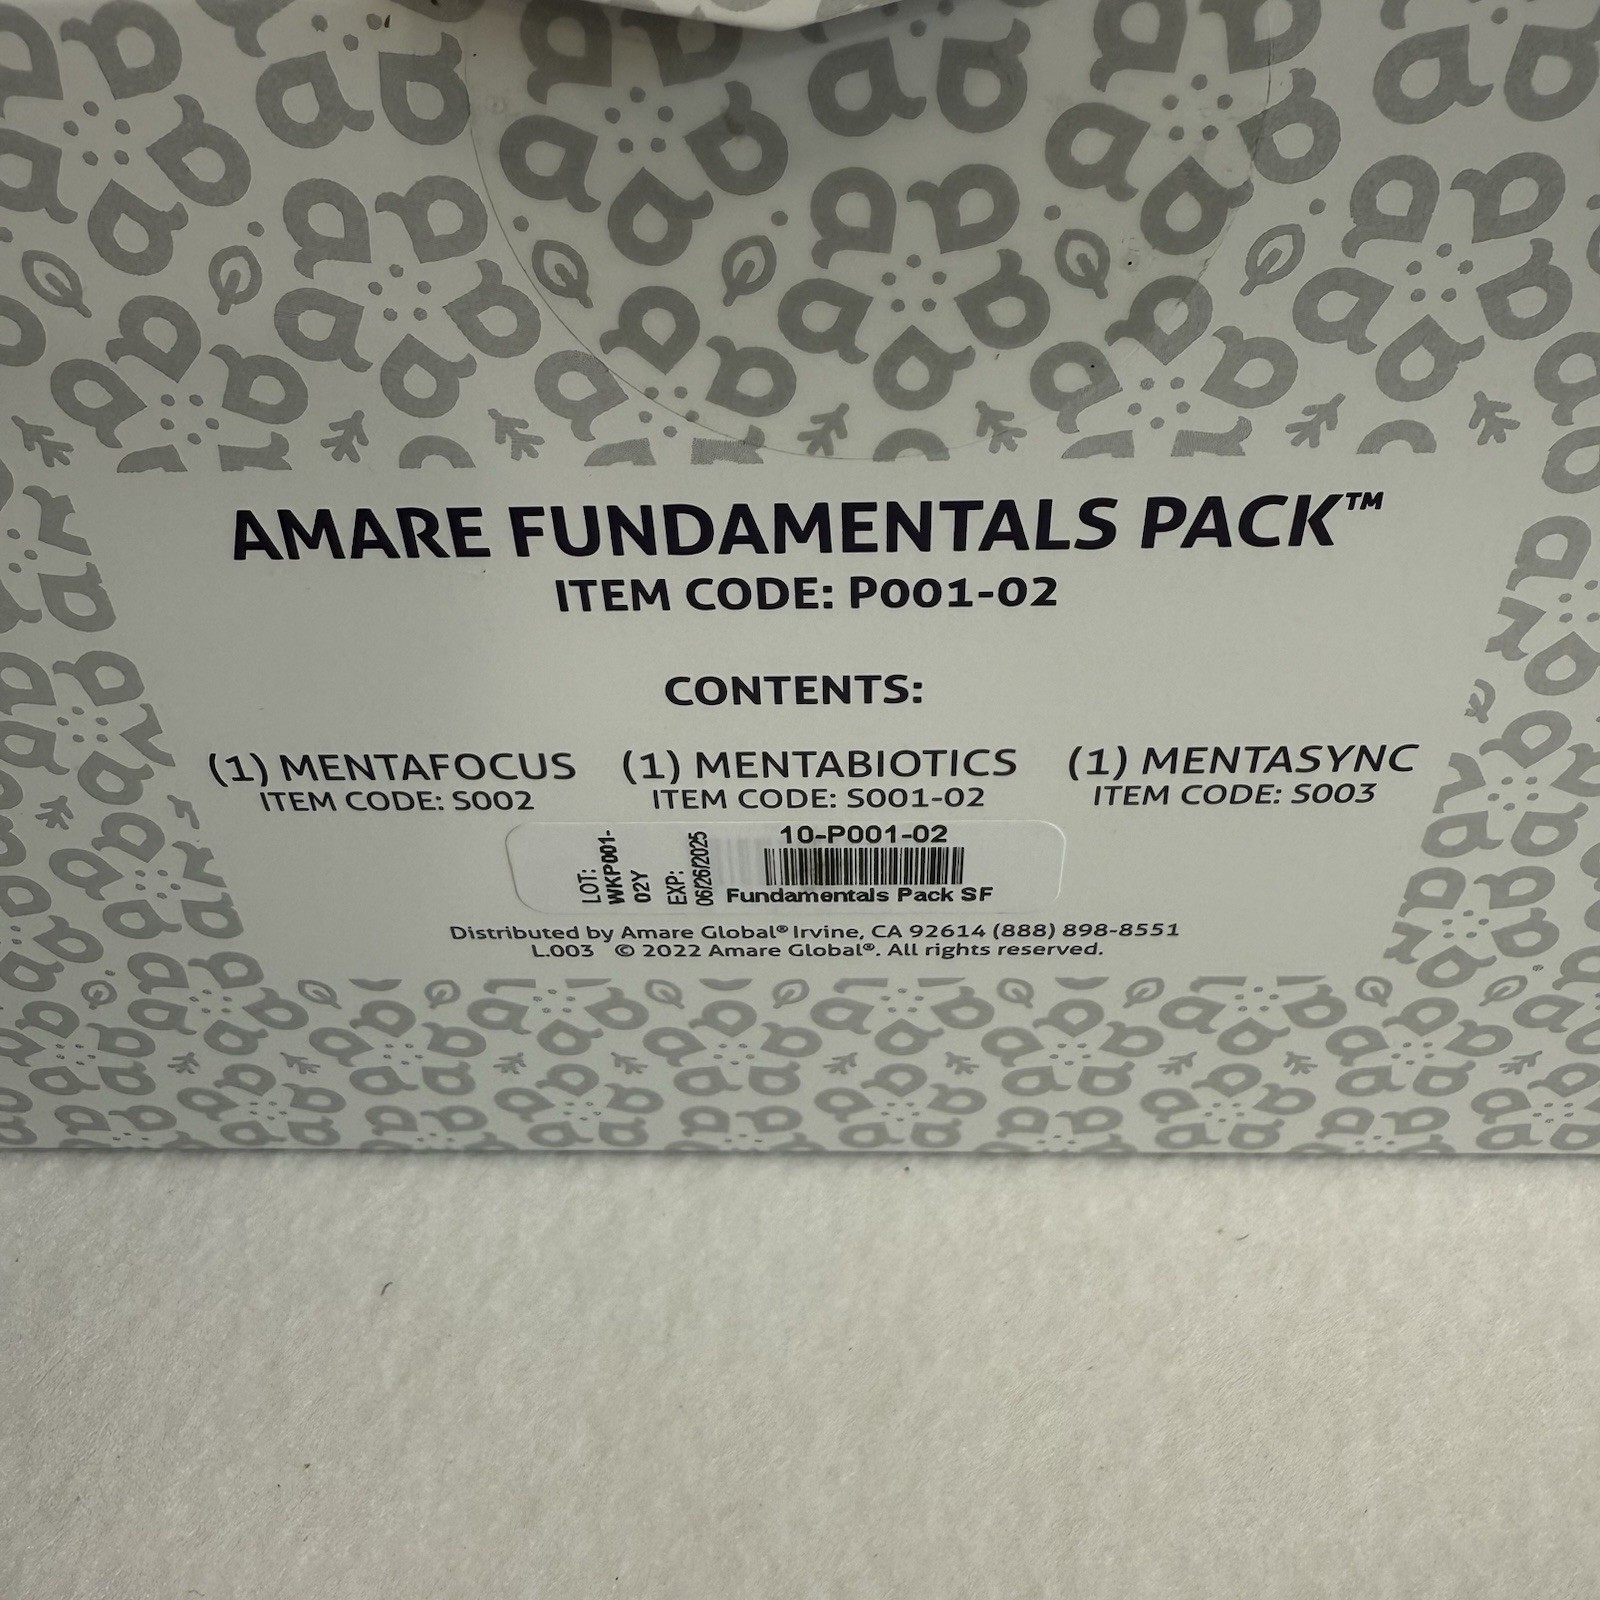 AMARE FUNDAMENTALS PACK™
ITEM CODE: P001-02
CONTENTS:
(1) MENTAFOCUS (1) MENTABIOTICS (1) MENTASYNC
ITEM CODE: S002 ITEM CODE: S001-02 ITEM CODE: S003
LOT:
WKP001-
02Y
EXP:
06/26/2025
10-P001-02
Fundamentals Pack SF
Distributed by Amare Global® Irvine, CA 92614 (888) 898-8551
L.003 © 2022 Amare Global®. All rights reserved.